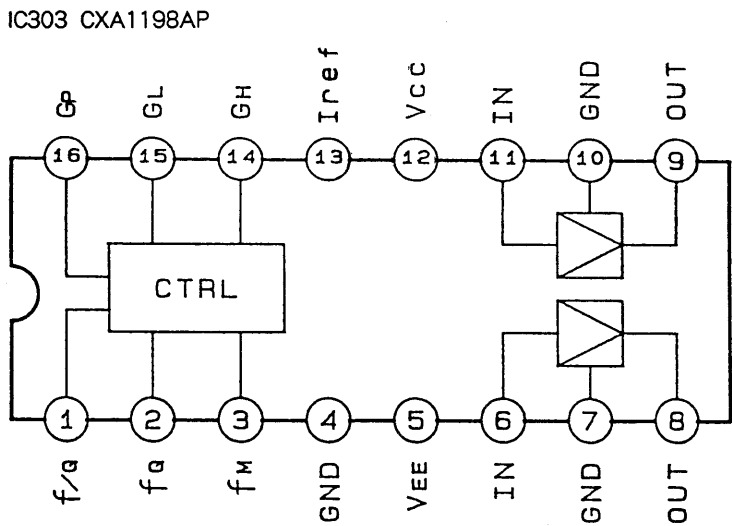 IC303 CXA1198AP
GP GL GH Iref VCC IN GND OUT
16 15 14 13 12 11 10 9
CTRL
1 2 3 4 5 6 7 8
f/Q fQ fM GND VEE IN GND OUT